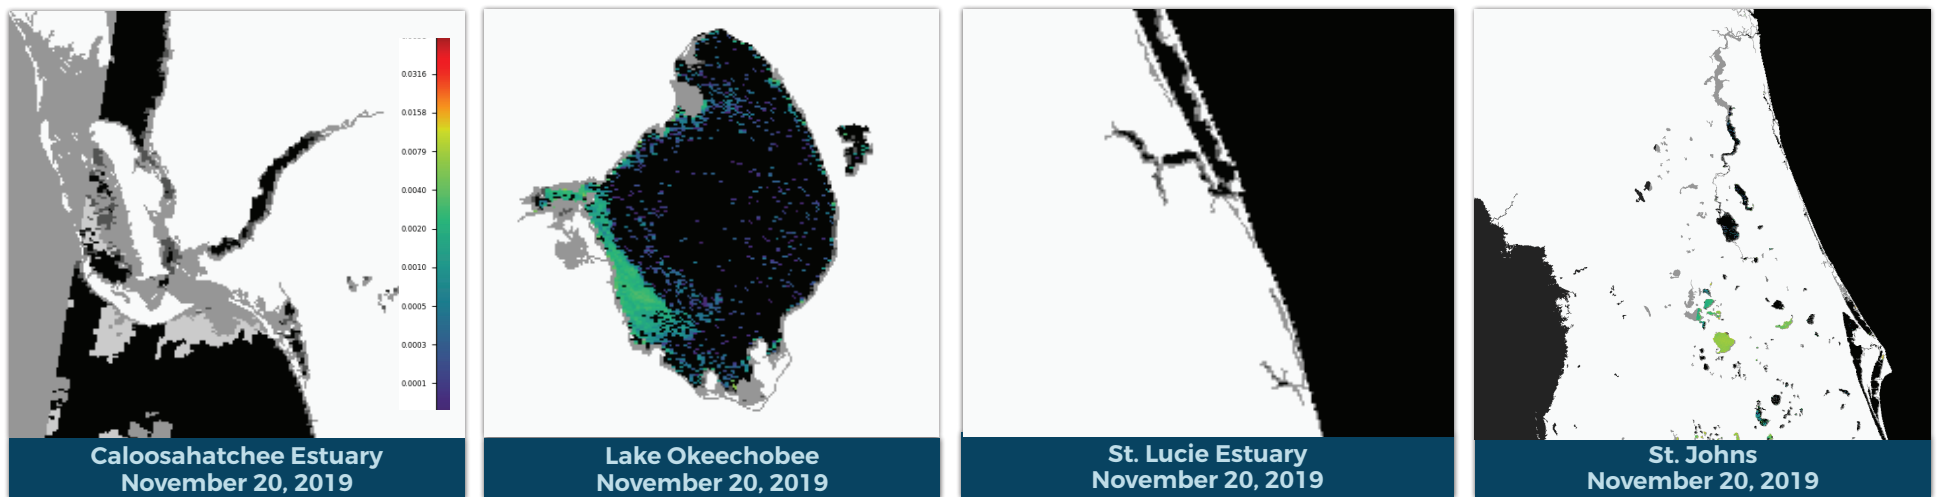 0.0316
0.0158
0.0079
0.0040
0.0020
0.0010
0.0005
0.0003
0.0001
Caloosahatchee Estuary
November 20, 2019
Lake Okeechobee
November 20, 2019
St. Lucie Estuary
November 20, 2019
St. Johns
November 20, 2019